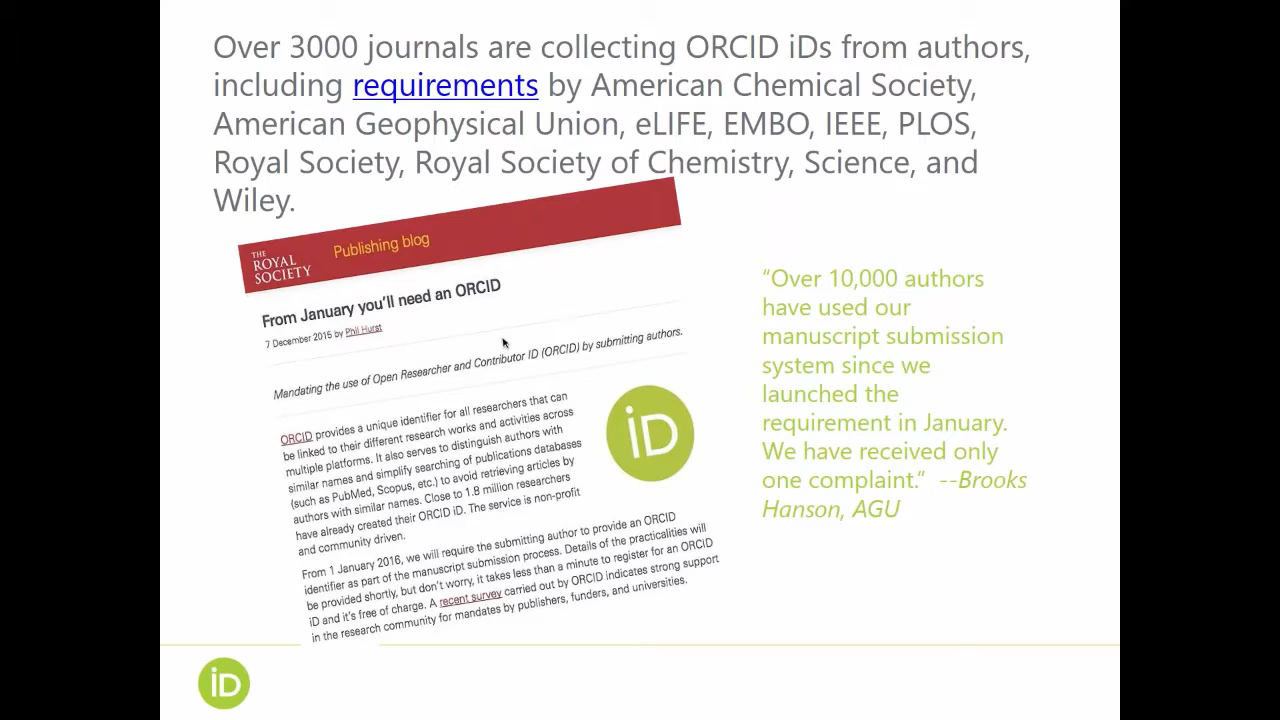 Over 3000 journals are collecting ORCID iDs from authors,
including requirements by American Chemical Society,
American Geophysical Union, eLIFE, EMBO, IEEE, PLOS,
Royal Society, Royal Society of Chemistry, Science, and
Wiley.
THE
ROYAL
SOCIETY
Publishing blog
From January you'll need an ORCID
7 December 2015 by Phil Hurst
Mandating the use of Open Researcher and Contributor ID (ORCID) by submitting authors.
ORCID provides a unique identifier for all researchers that can
be linked to their different research works and activities across
multiple platforms. It also serves to distinguish authors with
similar names and simplify searching of publications databases
(such as PubMed, Scopus, etc.) to avoid retrieving articles by
authors with similar names. Close to 1.8 million researchers
have already created their ORCID iD. The service is non-profit
and community driven.
iD
From 1 January 2016, we will require the submitting author to provide an ORCID
identifier as part of the manuscript submission process. Details of the practicalities will
be provided shortly, but don't worry, it takes less than a minute to register for an ORCID
iD and it's free of charge. A recent survey carried out by ORCID indicates strong support
in the research community for mandates by publishers, funders, and universities.
“Over 10,000 authors
have used our
manuscript submission
system since we
launched the
requirement in January.
We have received only
one complaint.“ --Brooks
Hanson, AGU
iD